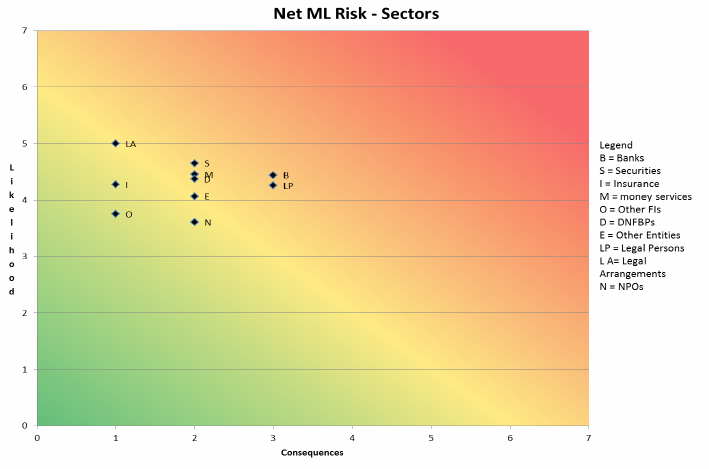 Net ML Risk - Sectors
7
6
5
4
3
2
1
0
Likelihood
LA
S
M
D
B
I
LP
E
O
N
0 1 2 3 4 5 6 7
Consequences
Legend
B = Banks
S = Securities
I = Insurance
M = money services
O = Other FIs
D = DNFBPs
E = Other Entities
LP = Legal Persons
L A= Legal
Arrangements
N = NPOs